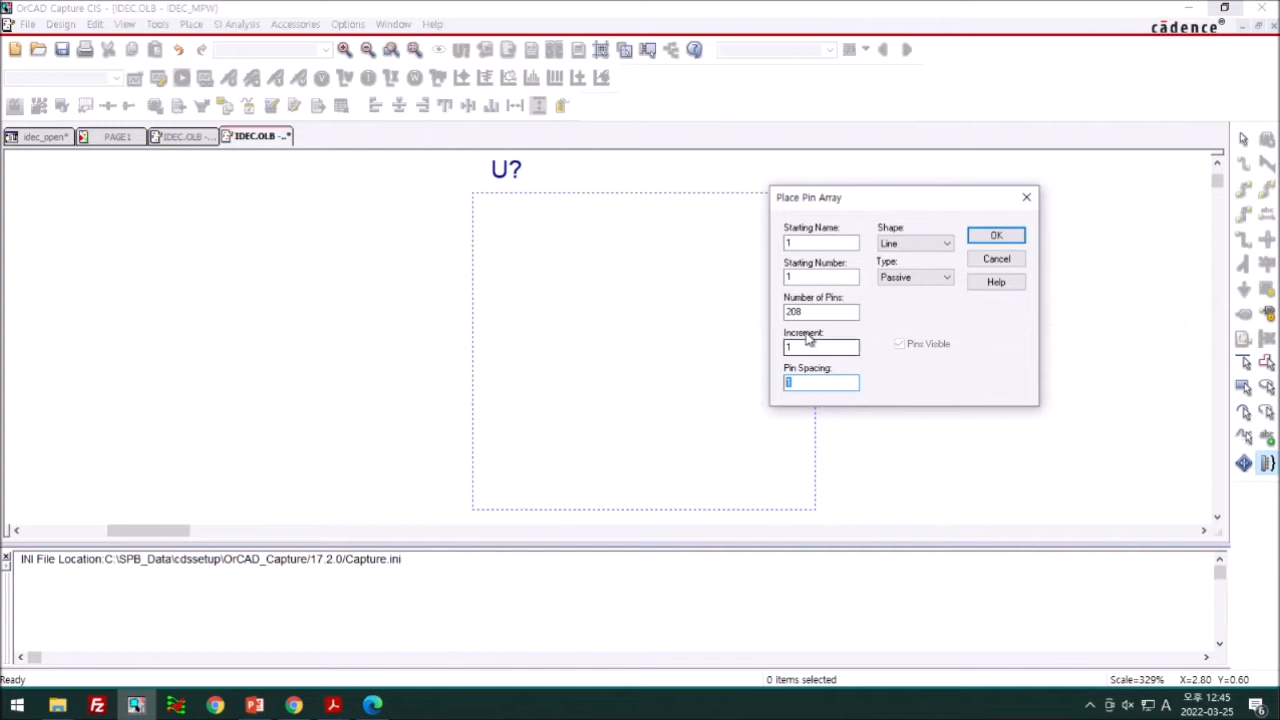 OrCAD Capture CIS - [IDEC.OLB - IDEC_MPW]
File Design Edit View Tools Place SI Analysis Accessories Options Window Help
cādence®
idec_open* PAGE1 IDEC.OLB -... IDEC.OLB -...*
U?
Place Pin Array
Starting Name: Shape:
1 Line OK
Starting Number: Type: Cancel
1 Passive Help
Number of Pins:
208
Increment:
1 Pins Visible
Pin Spacing:
1
INI File Location:C:\SPB_Data\cdssetup\OrCAD_Capture/17.2.0/Capture.ini
Ready 0 items selected Scale=329% X=2.80 Y=0.60
A 오후 12:45
2022-03-25 6